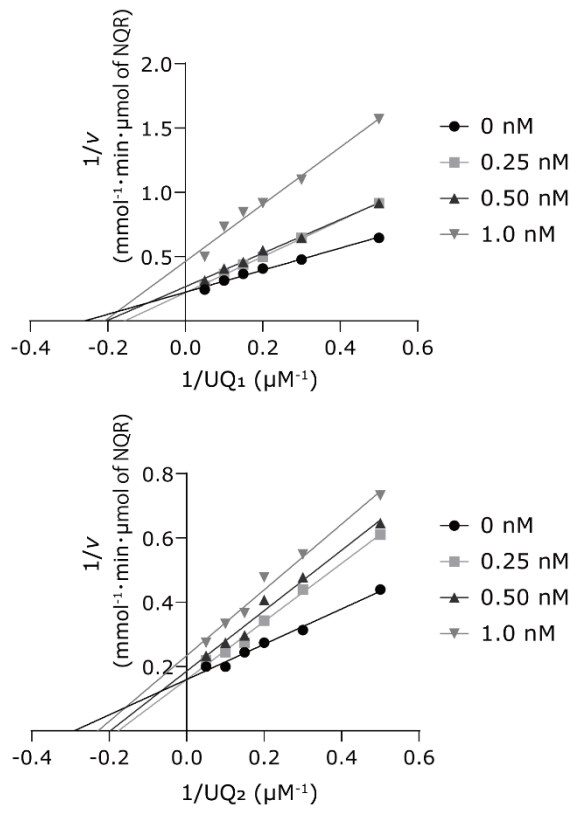 1/v
(mmol⁻¹·min·µmol of NQR)
2.0
1.5
1.0
0.5
-0.4 -0.2 0.0 0.2 0.4 0.6
1/UQ₁ (µM⁻¹)
0 nM
0.25 nM
0.50 nM
1.0 nM
1/v
(mmol⁻¹·min·µmol of NQR)
0.8
0.6
0.4
0.2
-0.4 -0.2 0.0 0.2 0.4 0.6
1/UQ₂ (µM⁻¹)
0 nM
0.25 nM
0.50 nM
1.0 nM